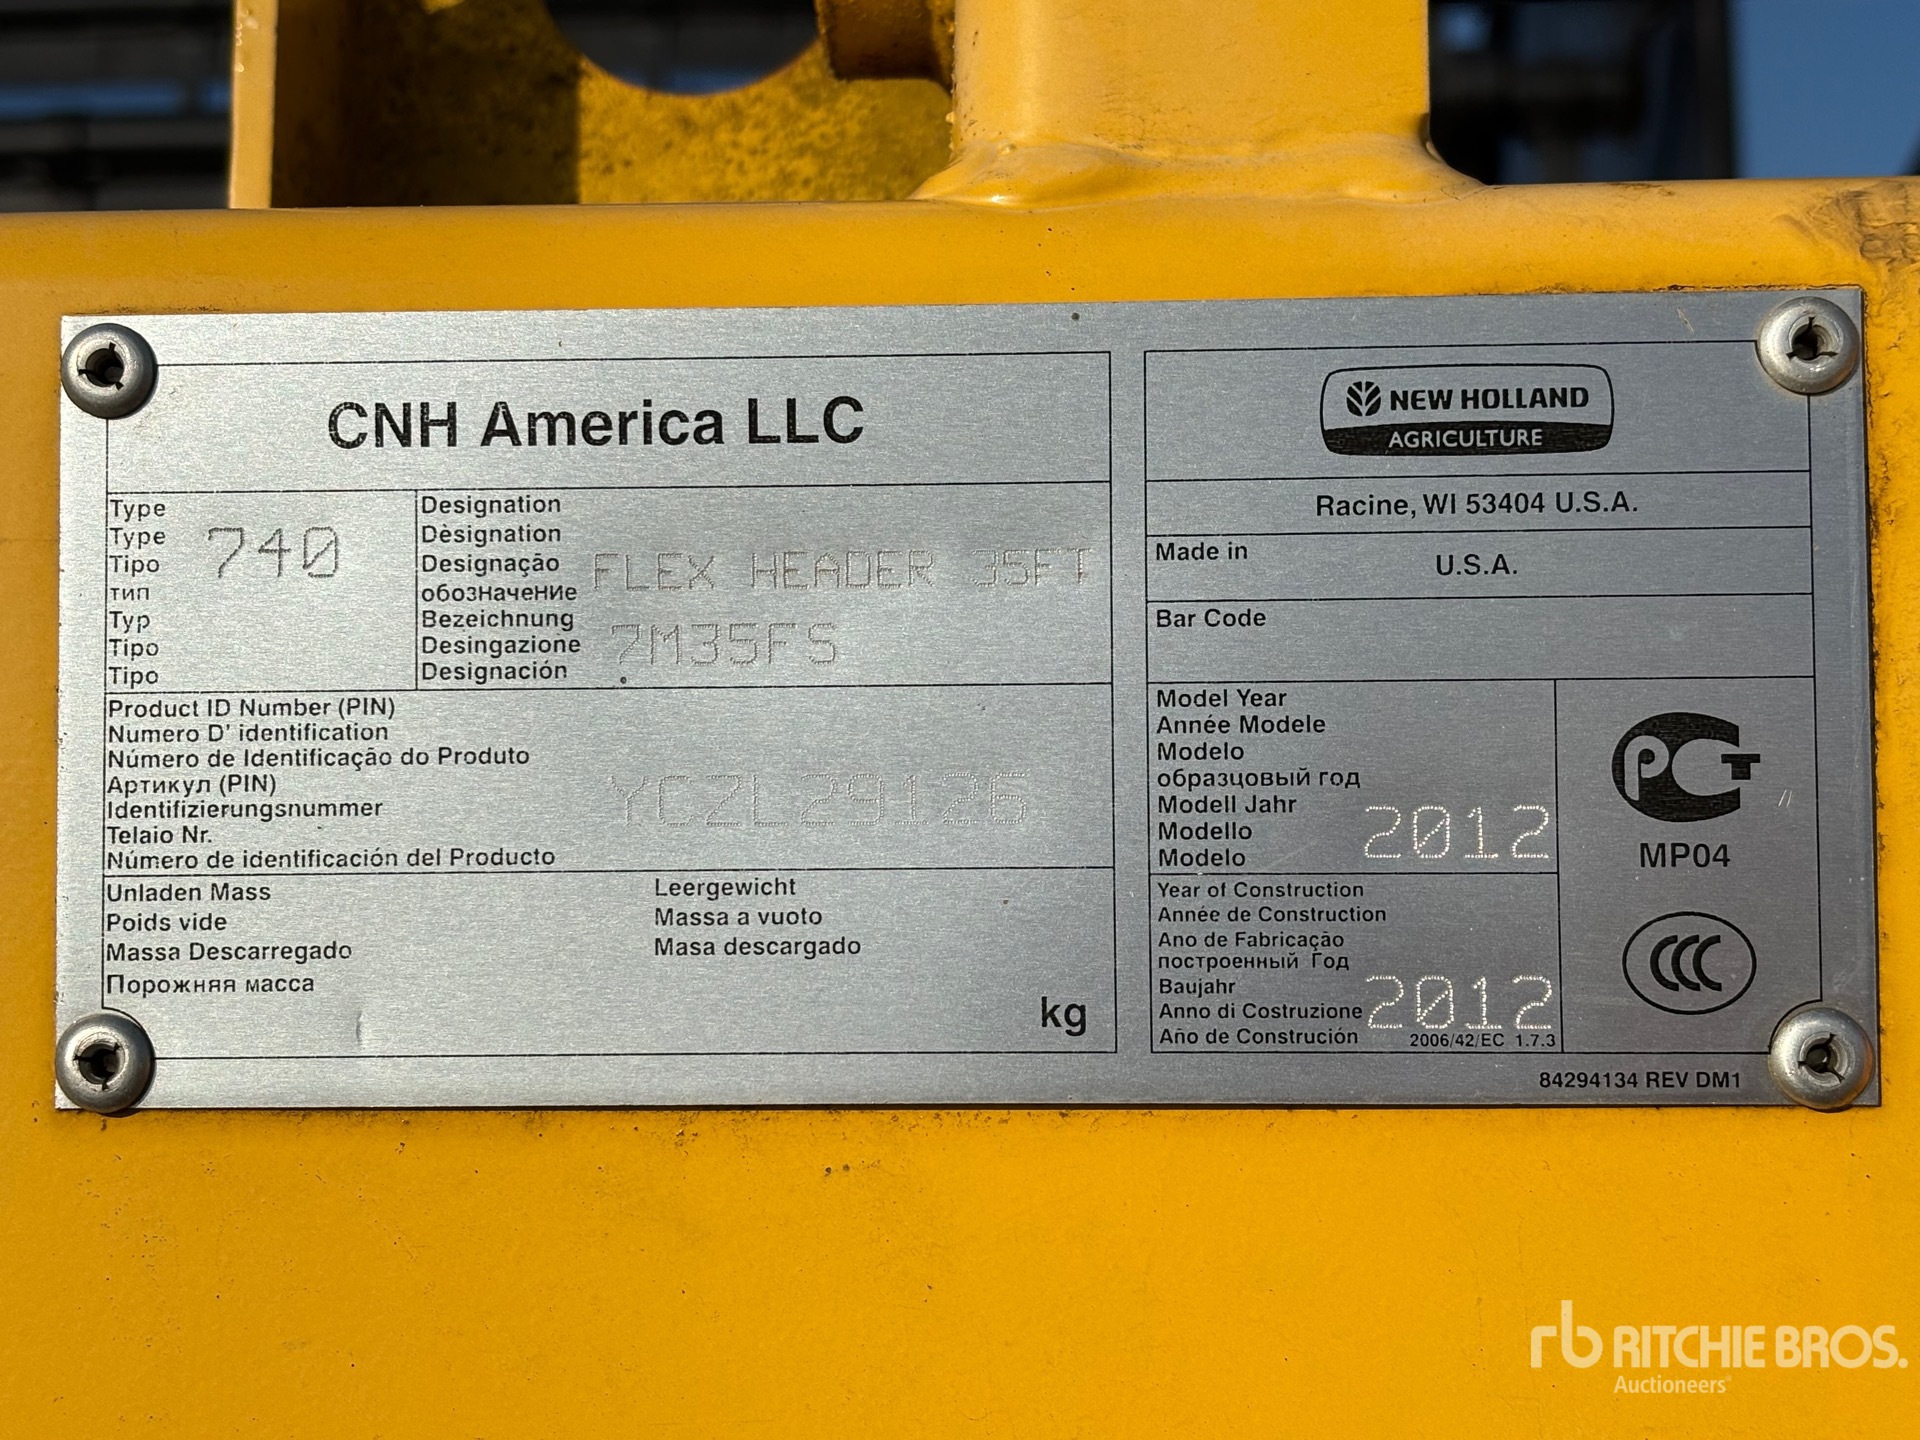 CNH America LLC
Type
Type
Tipo
тип
Typ
Tipo
Tipo
740
Designation
Dèsignation
Designação
обозначение
Bezeichnung
Desingazione
Designación
FLEX HEADER 35FT
7M35FS
Product ID Number (PIN)
Numero D' identification
Número de Identificação do Produto
Артикул (PIN)
Identifizierungsnummer
Telaio Nr.
Número de identificación del Producto
YCZL29126
Unladen Mass
Poids vide
Massa Descarregado
Порожняя масса
Leergewicht
Massa a vuoto
Masa descargado
kg
NEW HOLLAND
AGRICULTURE
Racine, WI 53404 U.S.A.
Made in
U.S.A.
Bar Code
Model Year
Année Modele
Modelo
образцовый год
Modell Jahr
Modello
Modelo
2012
Year of Construction
Année de Construction
Ano de Fabricação
построенный Год
Baujahr
Anno di Costruzione
Año de Construción
2012
2006/42/EC 1.7.3
РСТ
MP04
CCC
84294134 REV DM1
rb RITCHIE BROS.
Auctioneers